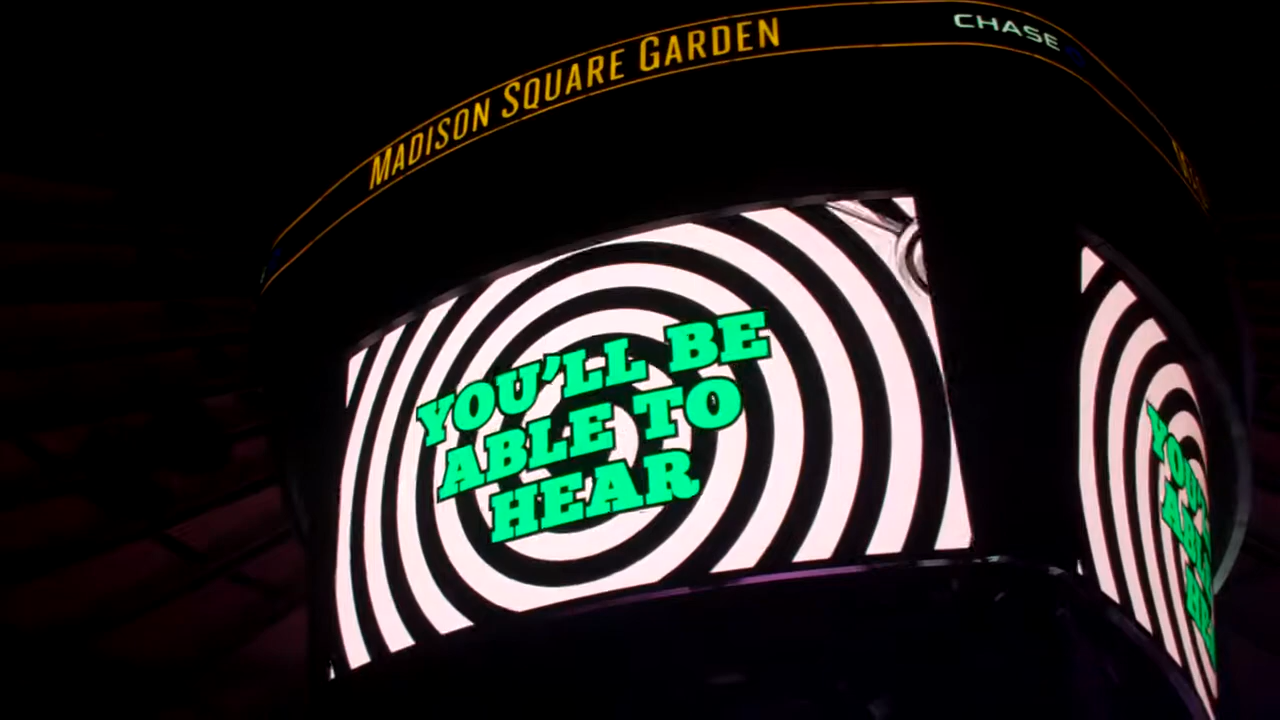 MADISON SQUARE GARDEN
CHASE
YOU'LL BE
ABLE TO
HEAR